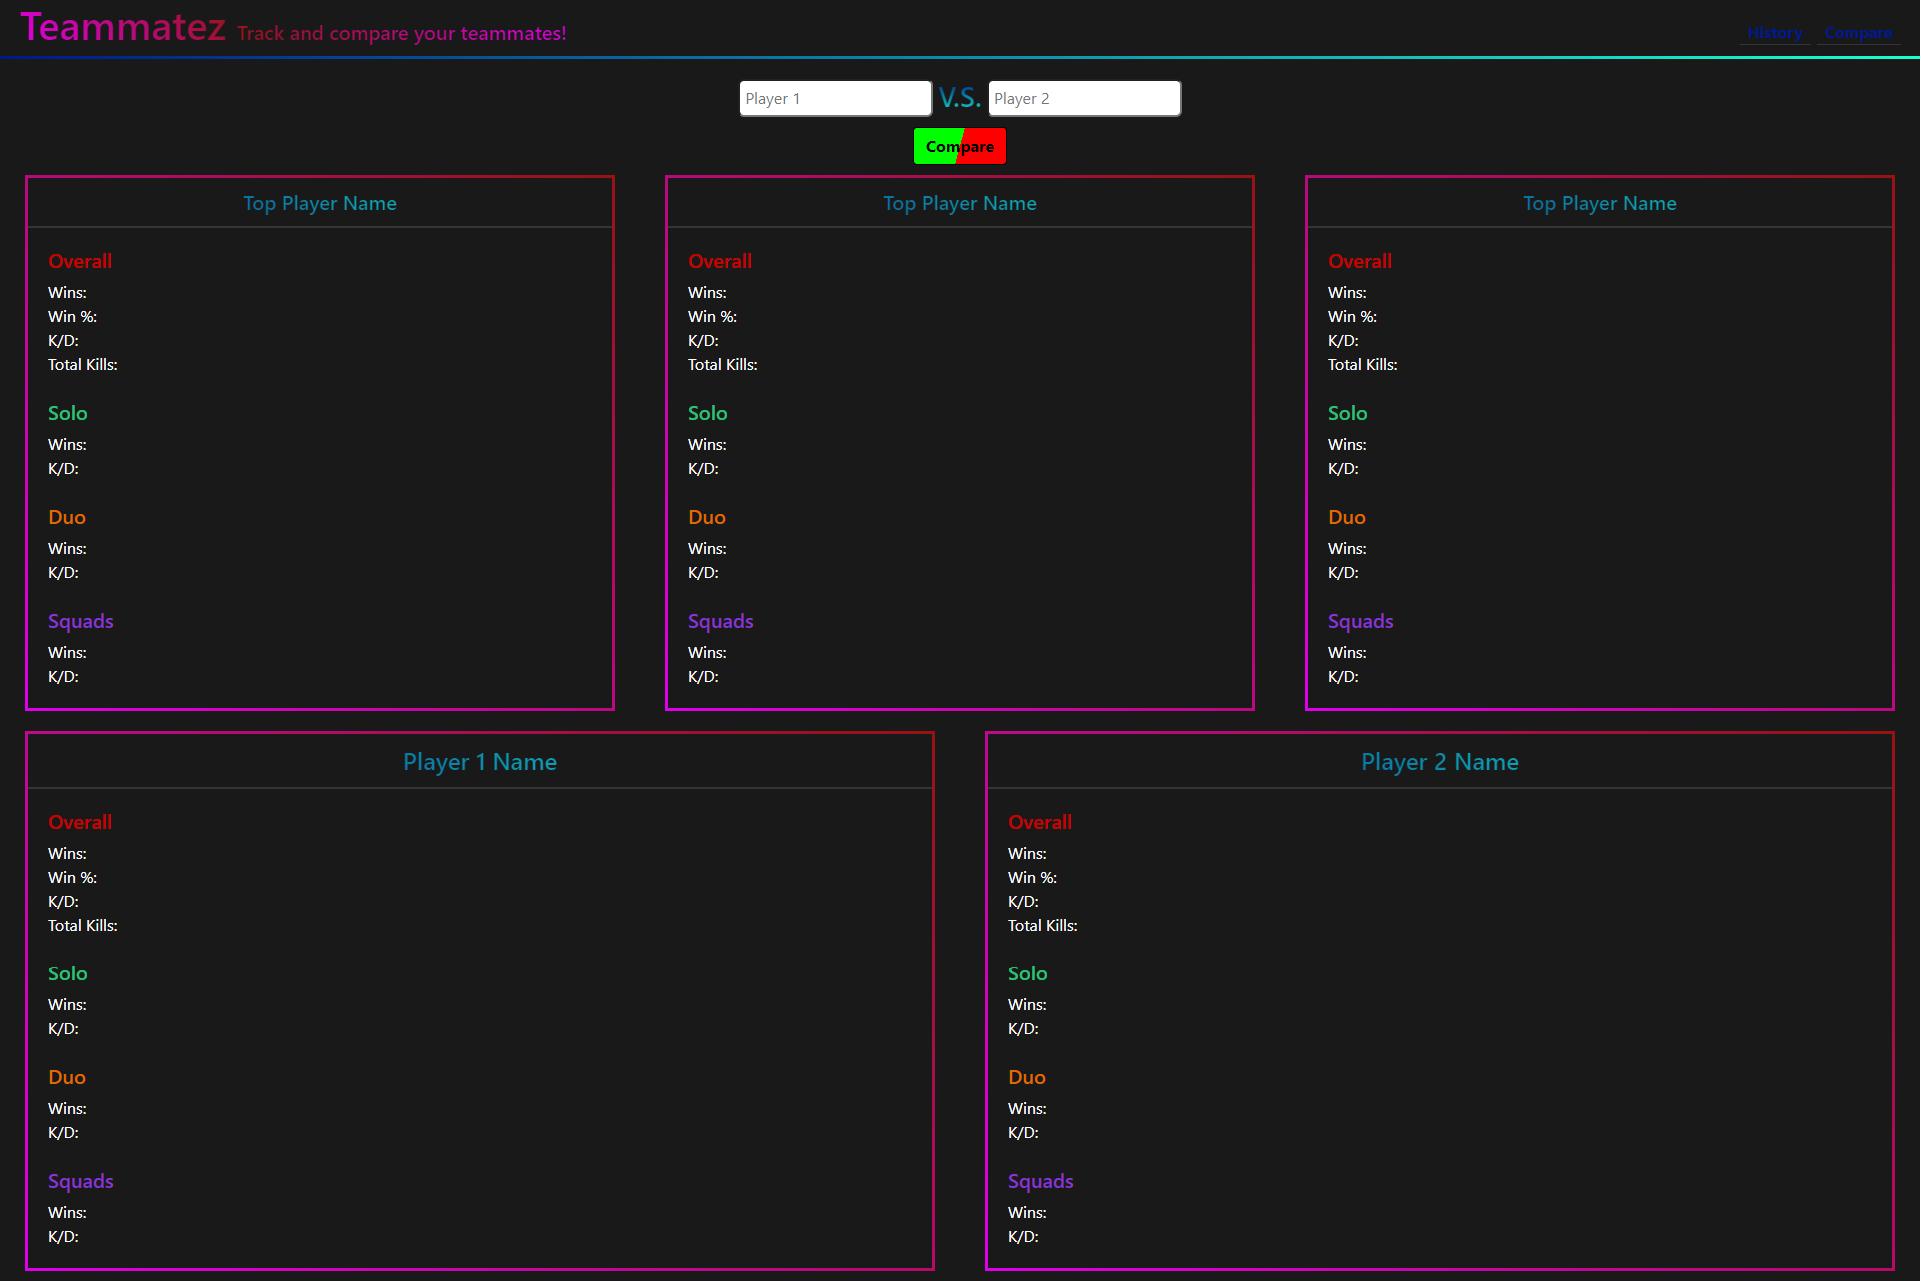 Teammatez Track and compare your teammates!
History Compare
Player 1 V.S. Player 2
Compare
Top Player Name
Overall
Wins:
Win %:
K/D:
Total Kills:
Solo
Wins:
K/D:
Duo
Wins:
K/D:
Squads
Wins:
K/D:
Top Player Name
Overall
Wins:
Win %:
K/D:
Total Kills:
Solo
Wins:
K/D:
Duo
Wins:
K/D:
Squads
Wins:
K/D:
Top Player Name
Overall
Wins:
Win %:
K/D:
Total Kills:
Solo
Wins:
K/D:
Duo
Wins:
K/D:
Squads
Wins:
K/D:
Player 1 Name
Overall
Wins:
Win %:
K/D:
Total Kills:
Solo
Wins:
K/D:
Duo
Wins:
K/D:
Squads
Wins:
K/D:
Player 2 Name
Overall
Wins:
Win %:
K/D:
Total Kills:
Solo
Wins:
K/D:
Duo
Wins:
K/D:
Squads
Wins:
K/D: